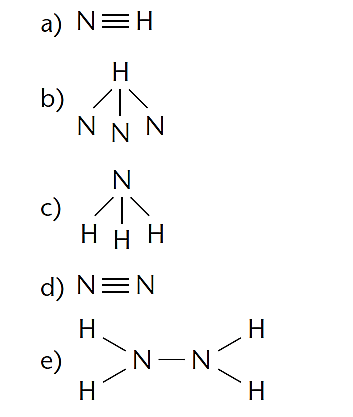 a) N≡H
H
b) N N N
N
c) H H H
d) N≡N
H H
e) N—N
H H